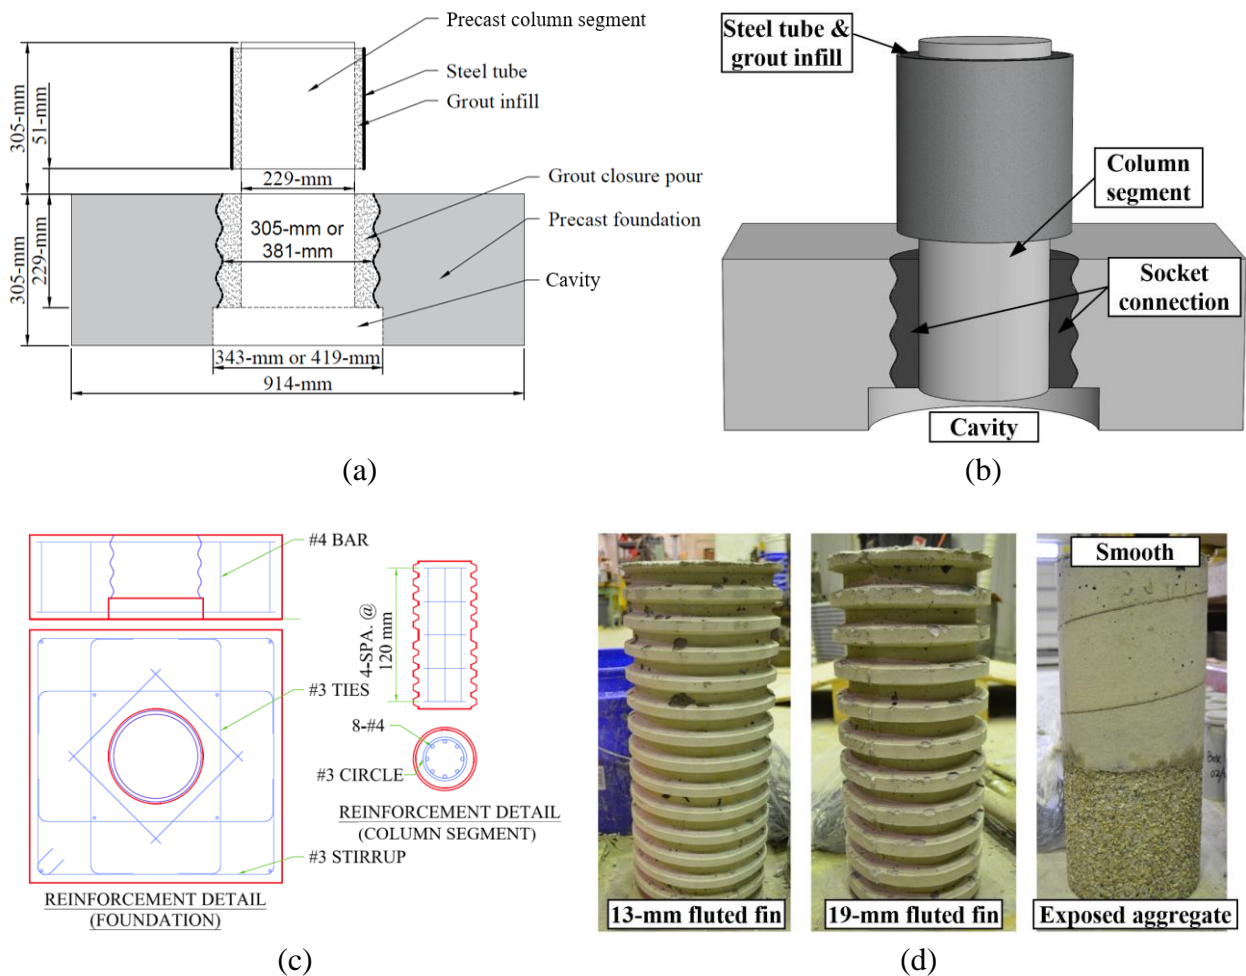 Precast column segment
Steel tube
Grout infill
305-mm
51-mm
229-mm
Grout closure pour
305-mm or
381-mm
Precast foundation
305-mm
229-mm
Cavity
343-mm or 419-mm
914-mm
(a)
Steel tube &
grout infill
Column
segment
Socket
connection
Cavity
(b)
#4 BAR
4-SPA. @
120 mm
#3 TIES
8-#4
#3 CIRCLE
REINFORCEMENT DETAIL
(COLUMN SEGMENT)
#3 STIRRUP
REINFORCEMENT DETAIL
(FOUNDATION)
(c)
Smooth
13-mm fluted fin
19-mm fluted fin
Exposed aggregate
(d)